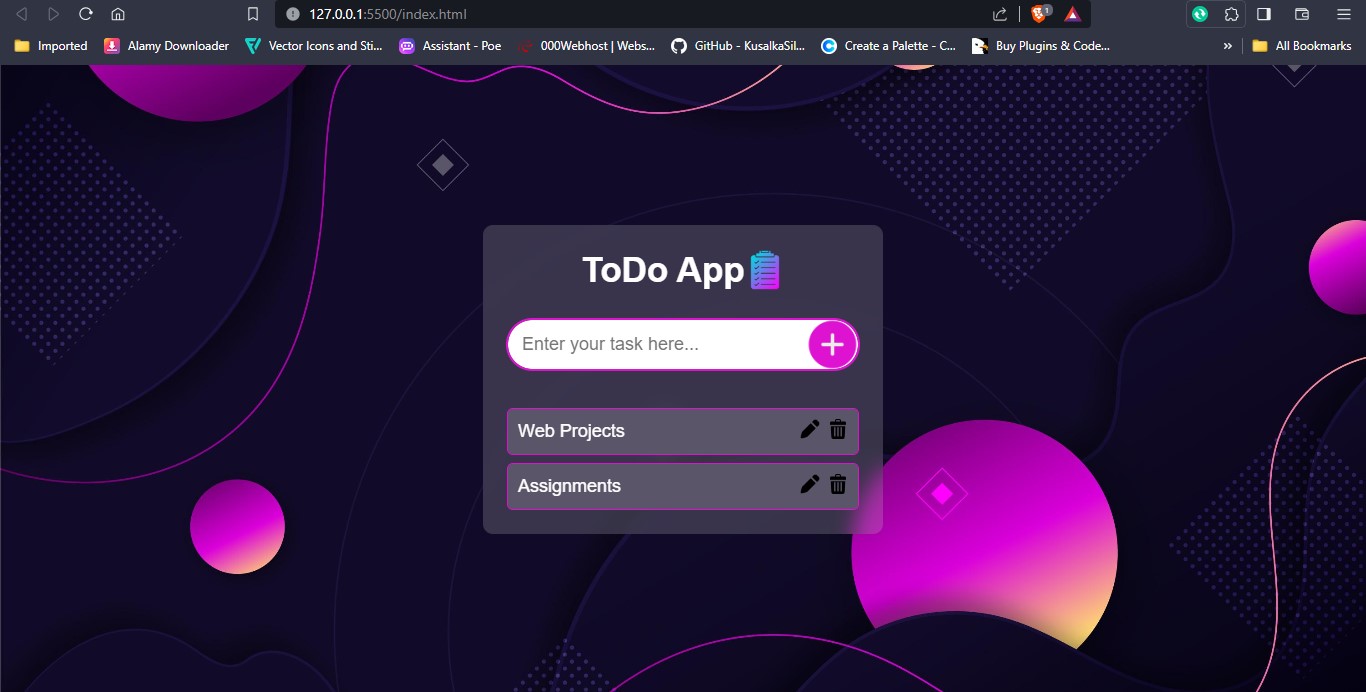 127.0.0.1:5500/index.html
1
Imported
Alamy Downloader
Vector Icons and Sti...
Assistant - Poe
000Webhost | Webs...
GitHub - KusalkaSil...
Create a Palette - C...
Buy Plugins & Code...
»
All Bookmarks
ToDo App
Enter your task here...
Web Projects
Assignments